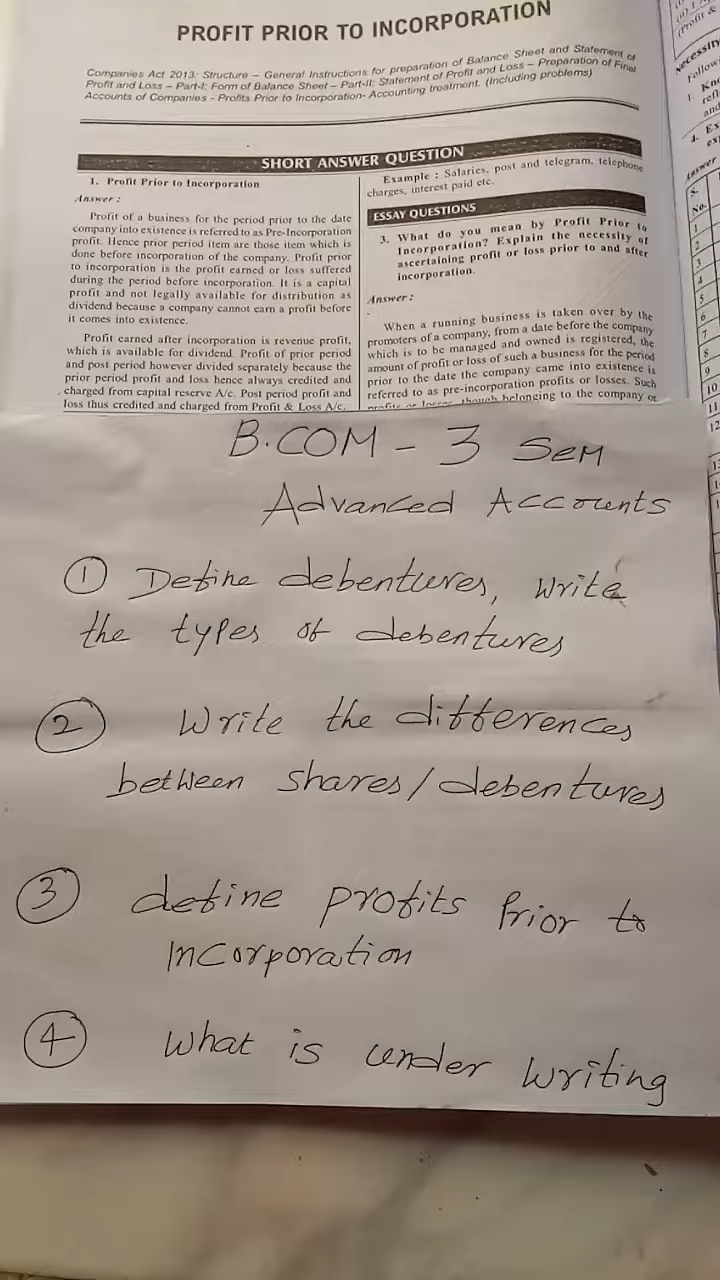 PROFIT PRIOR TO INCORPORATION
Companies Act 2013: Structure – General Instructions for preparation of Balance Sheet and Statement of
Profit and Loss – Part-I: Form of Balance Sheet – Part-II: Statement of Profit and Loss – Preparation of Final
Accounts of Companies - Profits Prior to Incorporation- Accounting treatment. (Including problems)
SHORT ANSWER QUESTION
1. Profit Prior to Incorporation
Answer :
Profit of a business for the period prior to the date
company into existence is referred to as Pre-Incorporation
profit. Hence prior period item are those item which is
done before incorporation of the company. Profit prior
to incorporation is the profit earned or loss suffered
during the period before incorporation. It is a capital
profit and not legally available for distribution as
dividend because a company cannot earn a profit before
it comes into existence.
Profit earned after incorporation is revenue profit,
which is available for dividend. Profit of prior period
and post period however divided separately because the
prior period profit and loss hence always credited and
charged from capital reserve A/c. Post period profit and
loss thus credited and charged from Profit & Loss A/c.
Example : Salaries, post and telegram, telephone
charges, interest paid etc.
ESSAY QUESTIONS
3. What do you mean by Profit Prior to
Incorporation? Explain the necessity of
ascertaining profit or loss prior to and after
incorporation.
Answer :
When a running business is taken over by the
promoters of a company, from a date before the company
which is to be managed and owned is registered, the
amount of profit or loss of such a business for the period
prior to the date the company came into existence is
referred to as pre-incorporation profits or losses. Such
profits or losses, though belonging to the company or
B.COM - 3 SEM
Advanced Accounts
① Define debentures, write
the types of debentures
② Write the differences
between shares/debentures
③ define profits Prior to
Incorporation
④ What is under writing